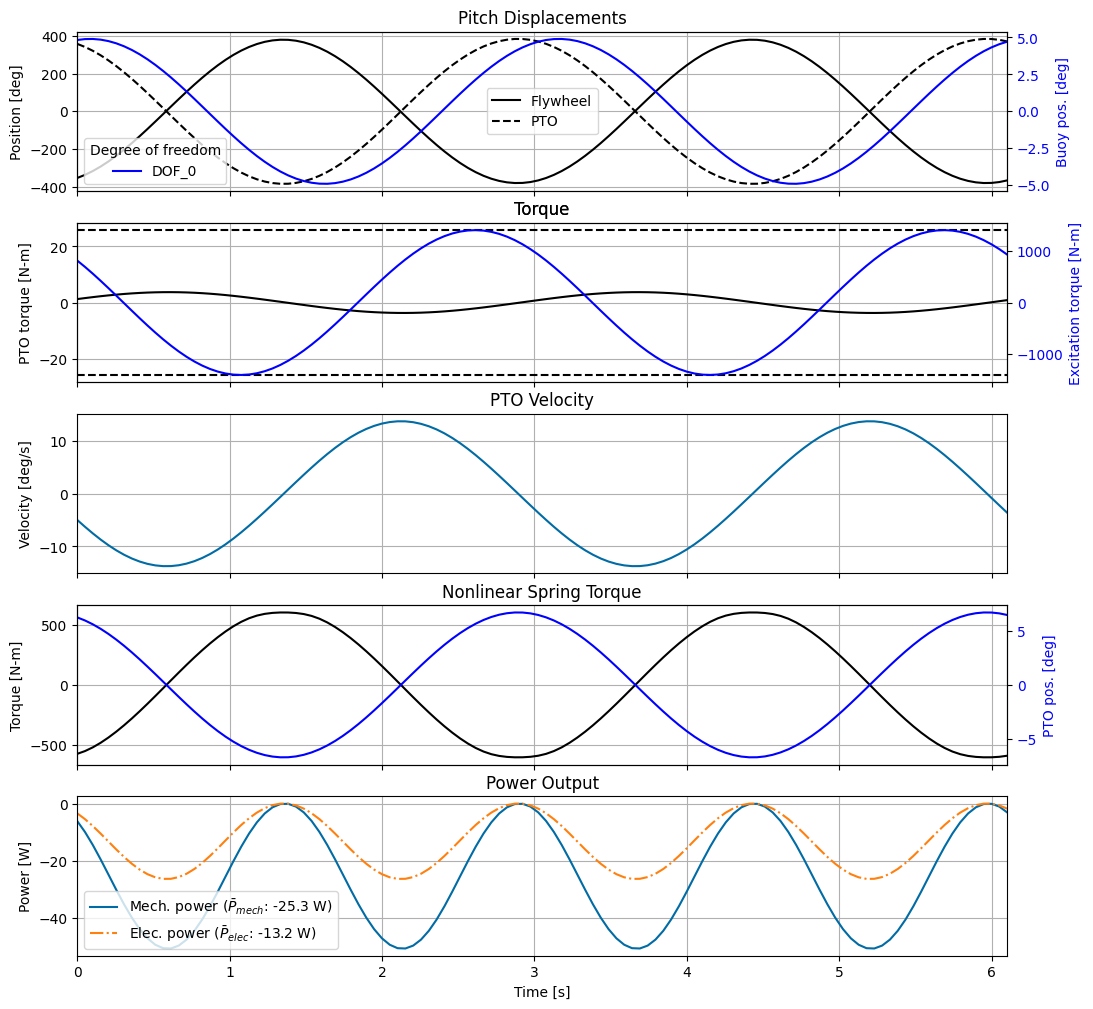 Pitch Displacements
Position [deg]
400
200
0
−200
−400
5.0
2.5
0.0
−2.5
−5.0
Buoy pos. [deg]
Flywheel
PTO
Degree of freedom
DOF_0
Torque
PTO torque [N-m]
20
0
−20
1000
0
−1000
Excitation torque [N-m]
PTO Velocity
Velocity [deg/s]
10
0
−10
Nonlinear Spring Torque
Torque [N-m]
500
0
−500
5
0
−5
PTO pos. [deg]
Power Output
Power [W]
0
−20
−40
Mech. power (P̄mech: -25.3 W)
Elec. power (P̄elec: -13.2 W)
0 1 2 3 4 5 6
Time [s]